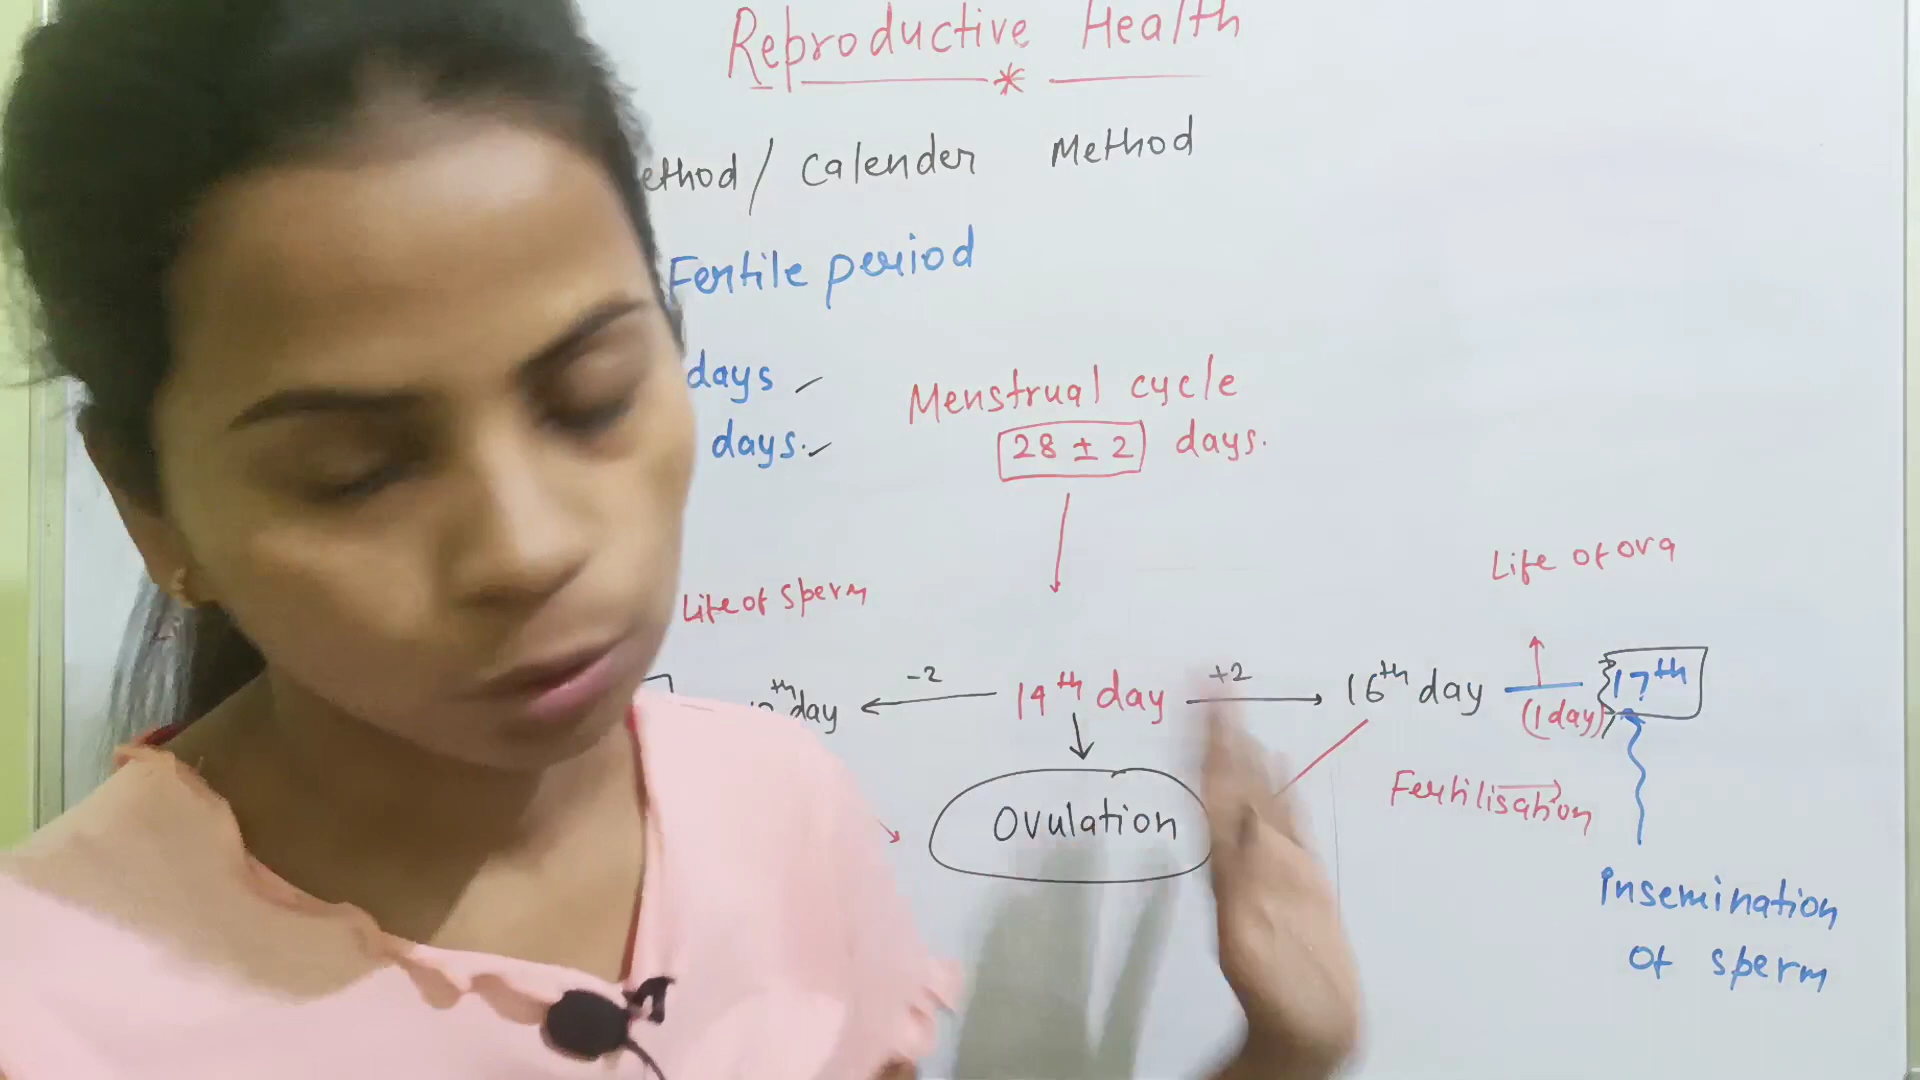 Reproductive Health
ethod / Calender Method
Fertile period
days
days.
Menstrual cycle
28 ± 2 days.
Life of ova
Life of sperm
th day
-2
14th day
+2
16th day
(1 day)
17th
Ovulation
Fertilisation
Insemination
of sperm